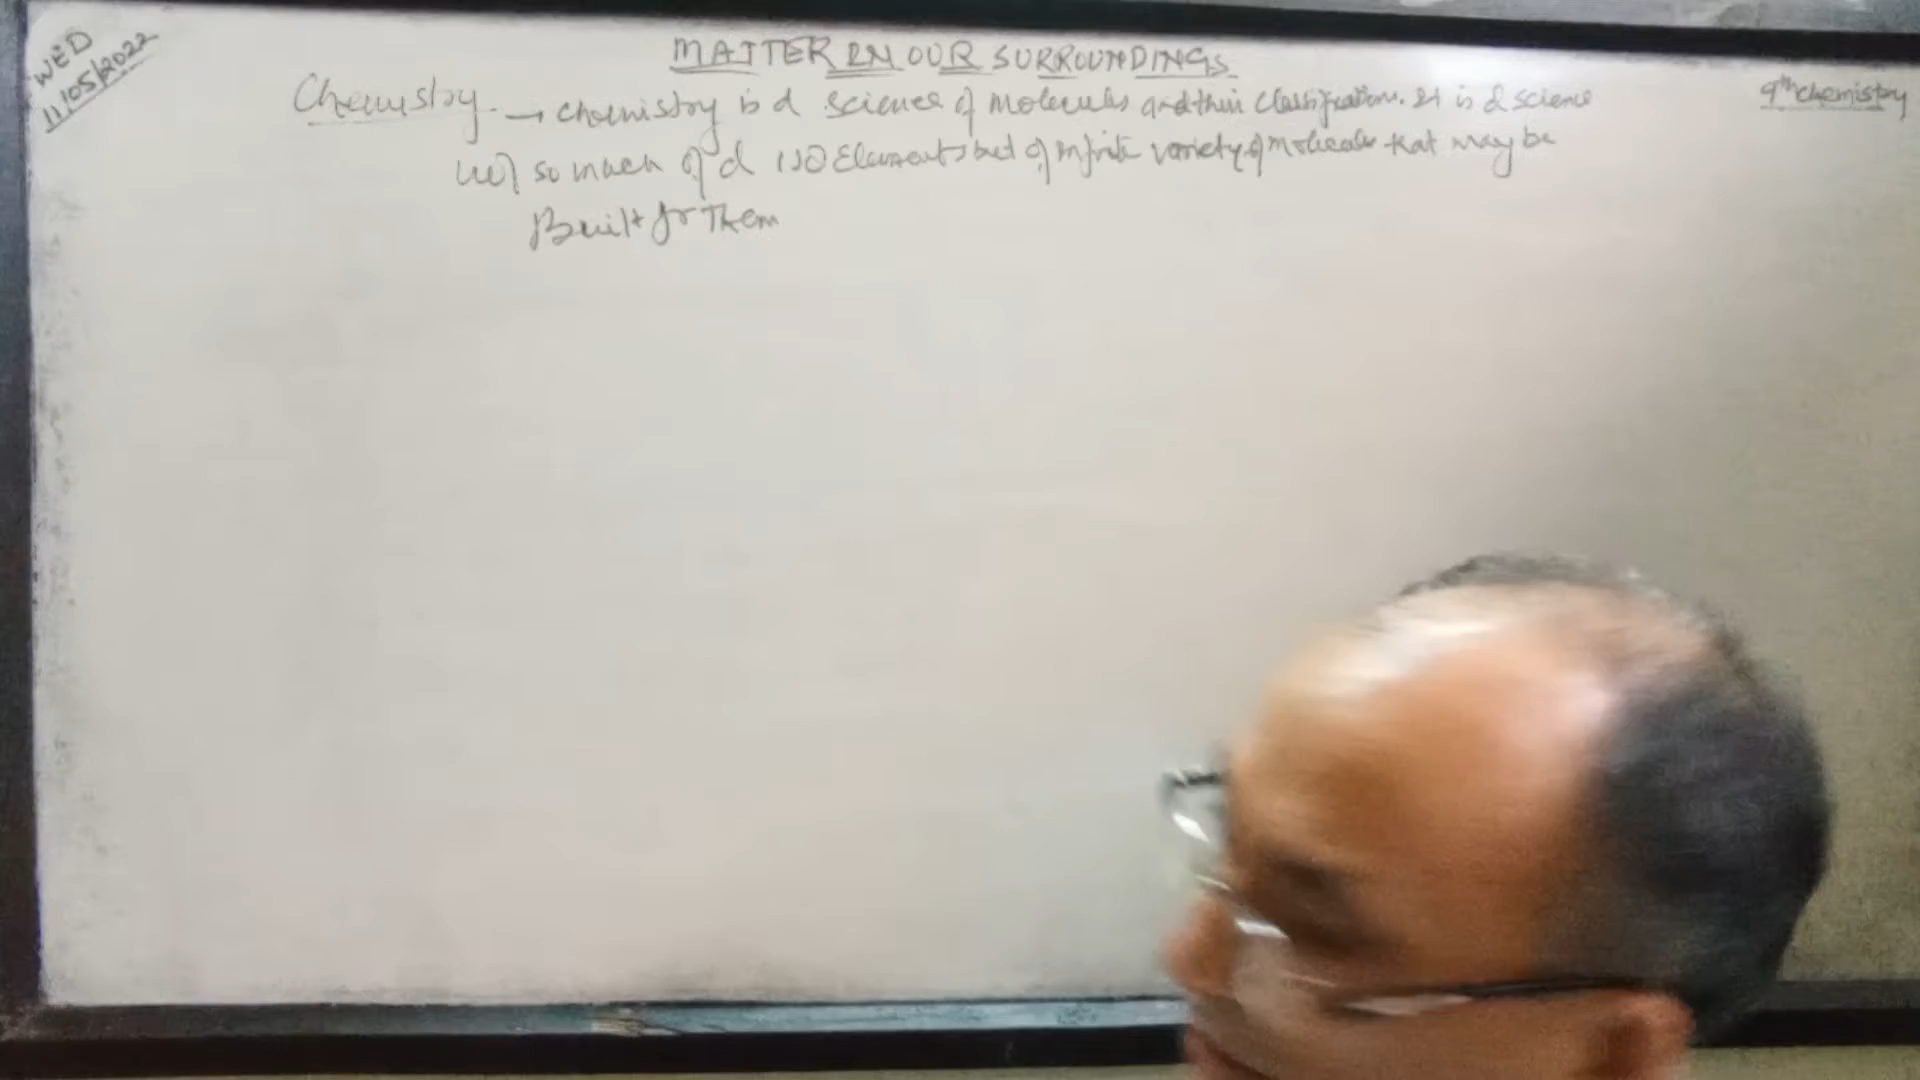 WED
11/05/2022
MATTER IN OUR SURROUNDINGS
9th chemistry
Chemistry → chemistry is d science of molecules and their classification. It is d science
not so much of d 120 Elements but of infinite variety of molecules that may be
Built for Them